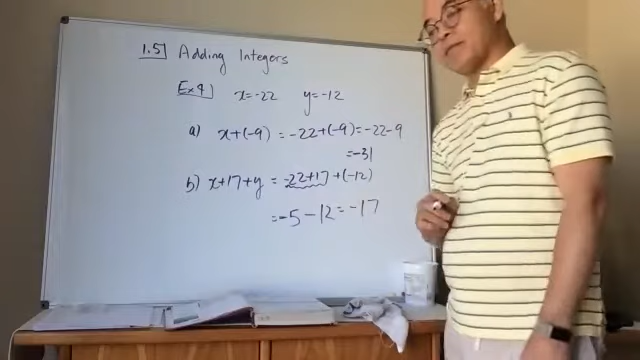 1.5 Adding Integers
Ex 4 x=-22 y=-12
a) x+(-9) = -22+(-9) = -22-9
= -31
b) x+17+y = -22+17+(-12)
= -5-12 = -17